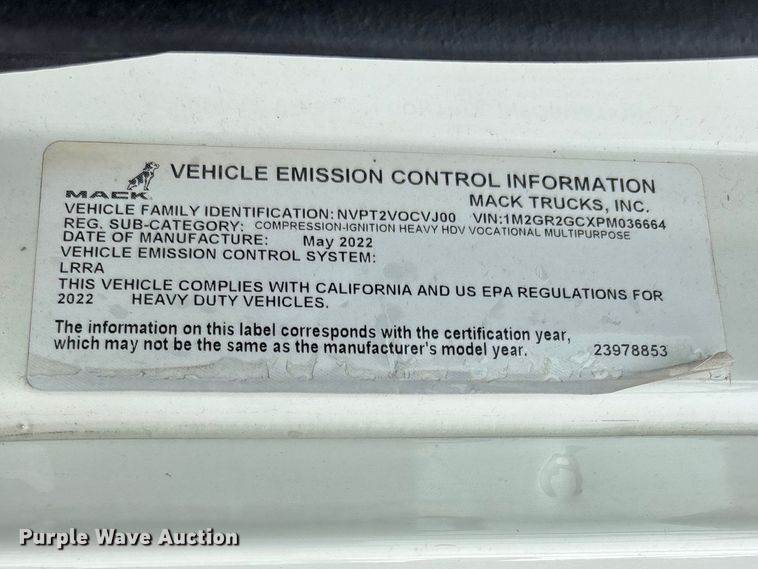 VEHICLE EMISSION CONTROL INFORMATION
MACK
MACK TRUCKS, INC.
VEHICLE FAMILY IDENTIFICATION: NVPT2VOCVJ00 VIN:1M2GR2GCXPM036664
REG. SUB-CATEGORY: COMPRESSION-IGNITION HEAVY HDV VOCATIONAL MULTIPURPOSE
DATE OF MANUFACTURE: May 2022
VEHICLE EMISSION CONTROL SYSTEM:
LRRA
THIS VEHICLE COMPLIES WITH CALIFORNIA AND US EPA REGULATIONS FOR
2022 HEAVY DUTY VEHICLES.
The information on this label corresponds with the certification year,
which may not be the same as the manufacturer's model year. 23978853
Purple Wave Auction